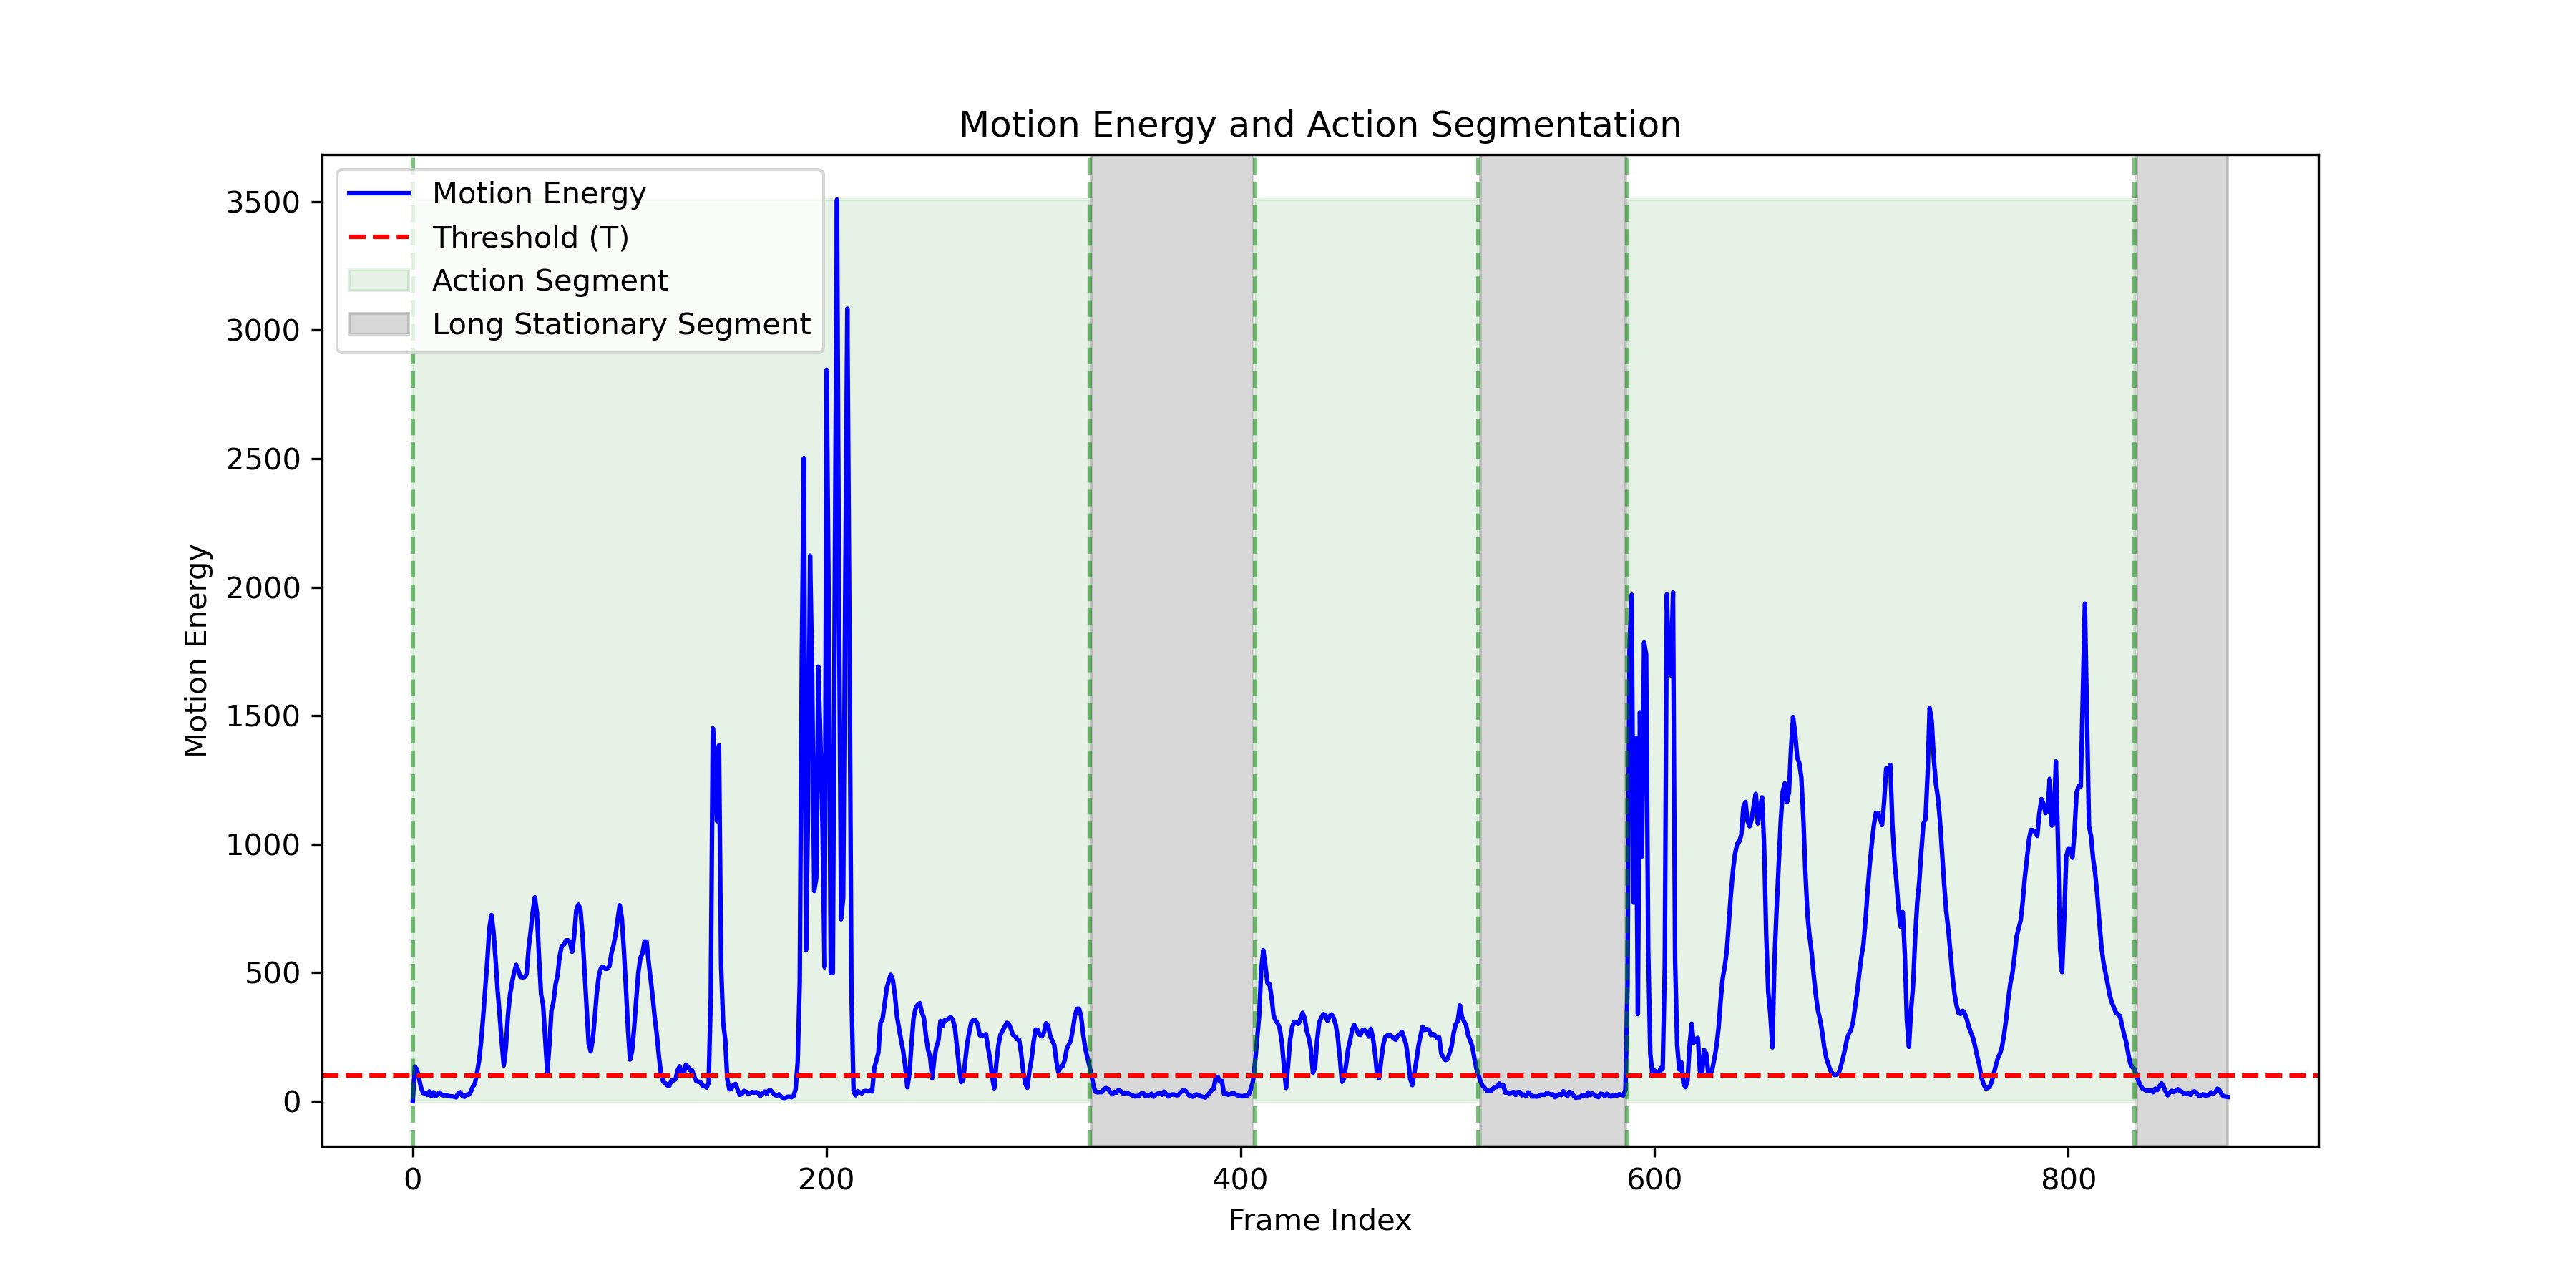 Motion Energy and Action Segmentation
Motion Energy
Threshold (T)
Action Segment
Long Stationary Segment
3500
3000
2500
2000
1500
1000
500
0
Motion Energy
0 200 400 600 800
Frame Index